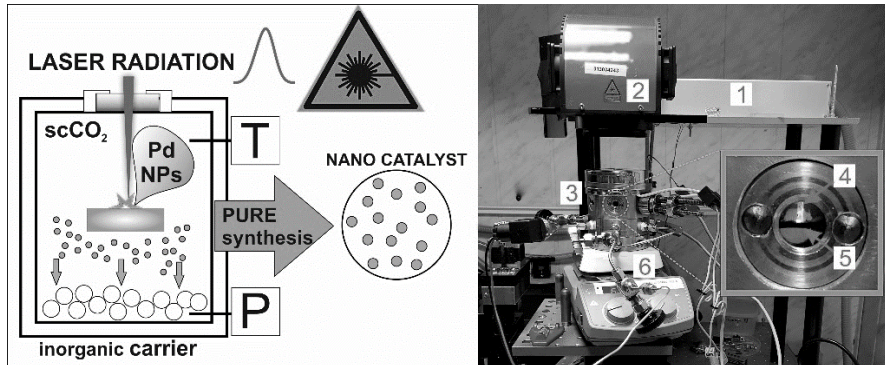 LASER RADIATION
scCO₂
Pd
NPs
T
NANO CATALYST
PURE
synthesis
P
inorganic carrier
1
2
3
4
5
6